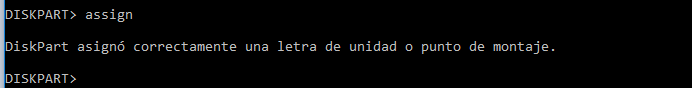 DISKPART> assign
DiskPart asignó correctamente una letra de unidad o punto de montaje.
DISKPART>